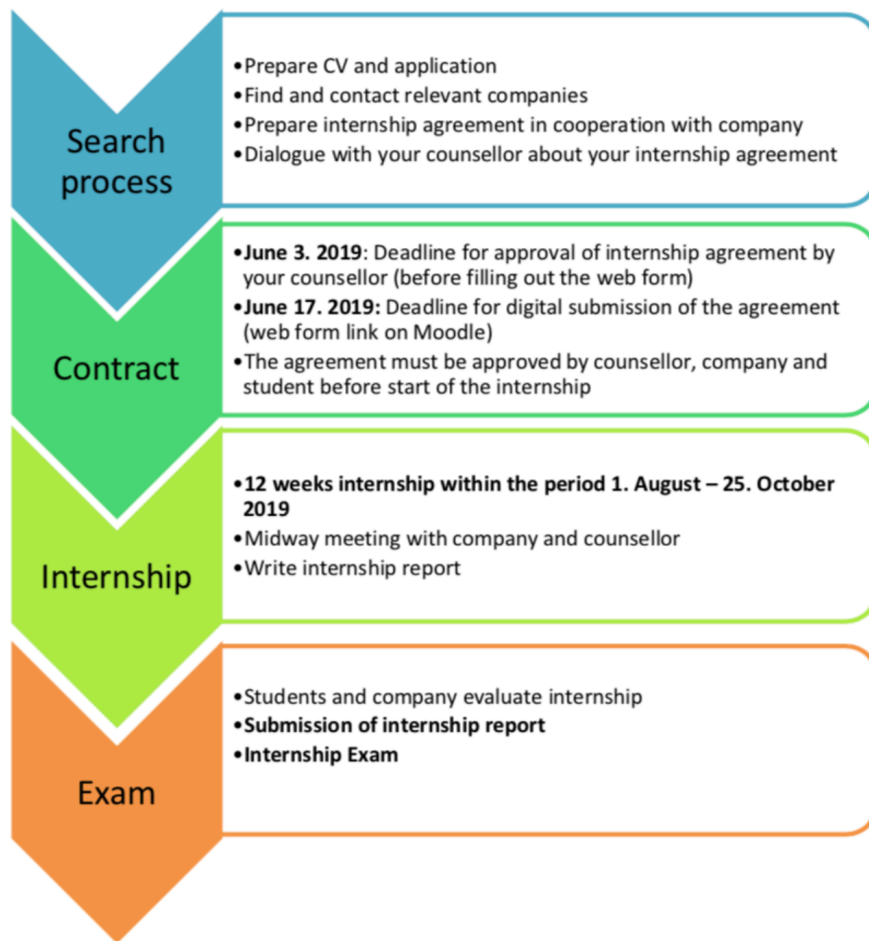 Search
process
•Prepare CV and application
•Find and contact relevant companies
•Prepare internship agreement in cooperation with company
•Dialogue with your counsellor about your internship agreement
Contract
•June 3. 2019: Deadline for approval of internship agreement by
your counsellor (before filling out the web form)
•June 17. 2019: Deadline for digital submission of the agreement
(web form link on Moodle)
•The agreement must be approved by counsellor, company and
student before start of the internship
Internship
•12 weeks internship within the period 1. August – 25. October
2019
•Midway meeting with company and counsellor
•Write internship report
Exam
•Students and company evaluate internship
•Submission of internship report
•Internship Exam